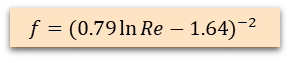 f = (0.79 ln Re − 1.64)⁻²